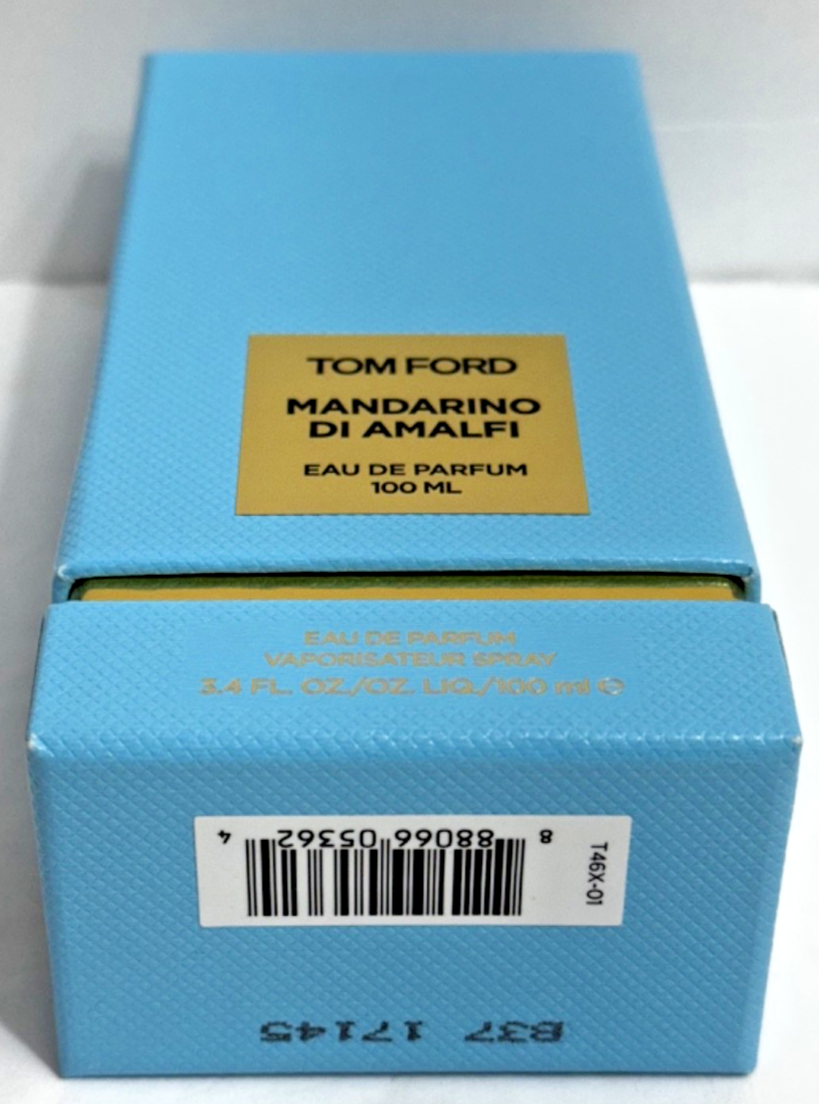 TOM FORD
MANDARINO
DI AMALFI
EAU DE PARFUM
100 ML
EAU DE PARFUM
VAPORISATEUR SPRAY
3.4 FL. OZ./OZ. LIQ./100 ml ℮
8 88066 05362 4
T46X-01
B37 17145